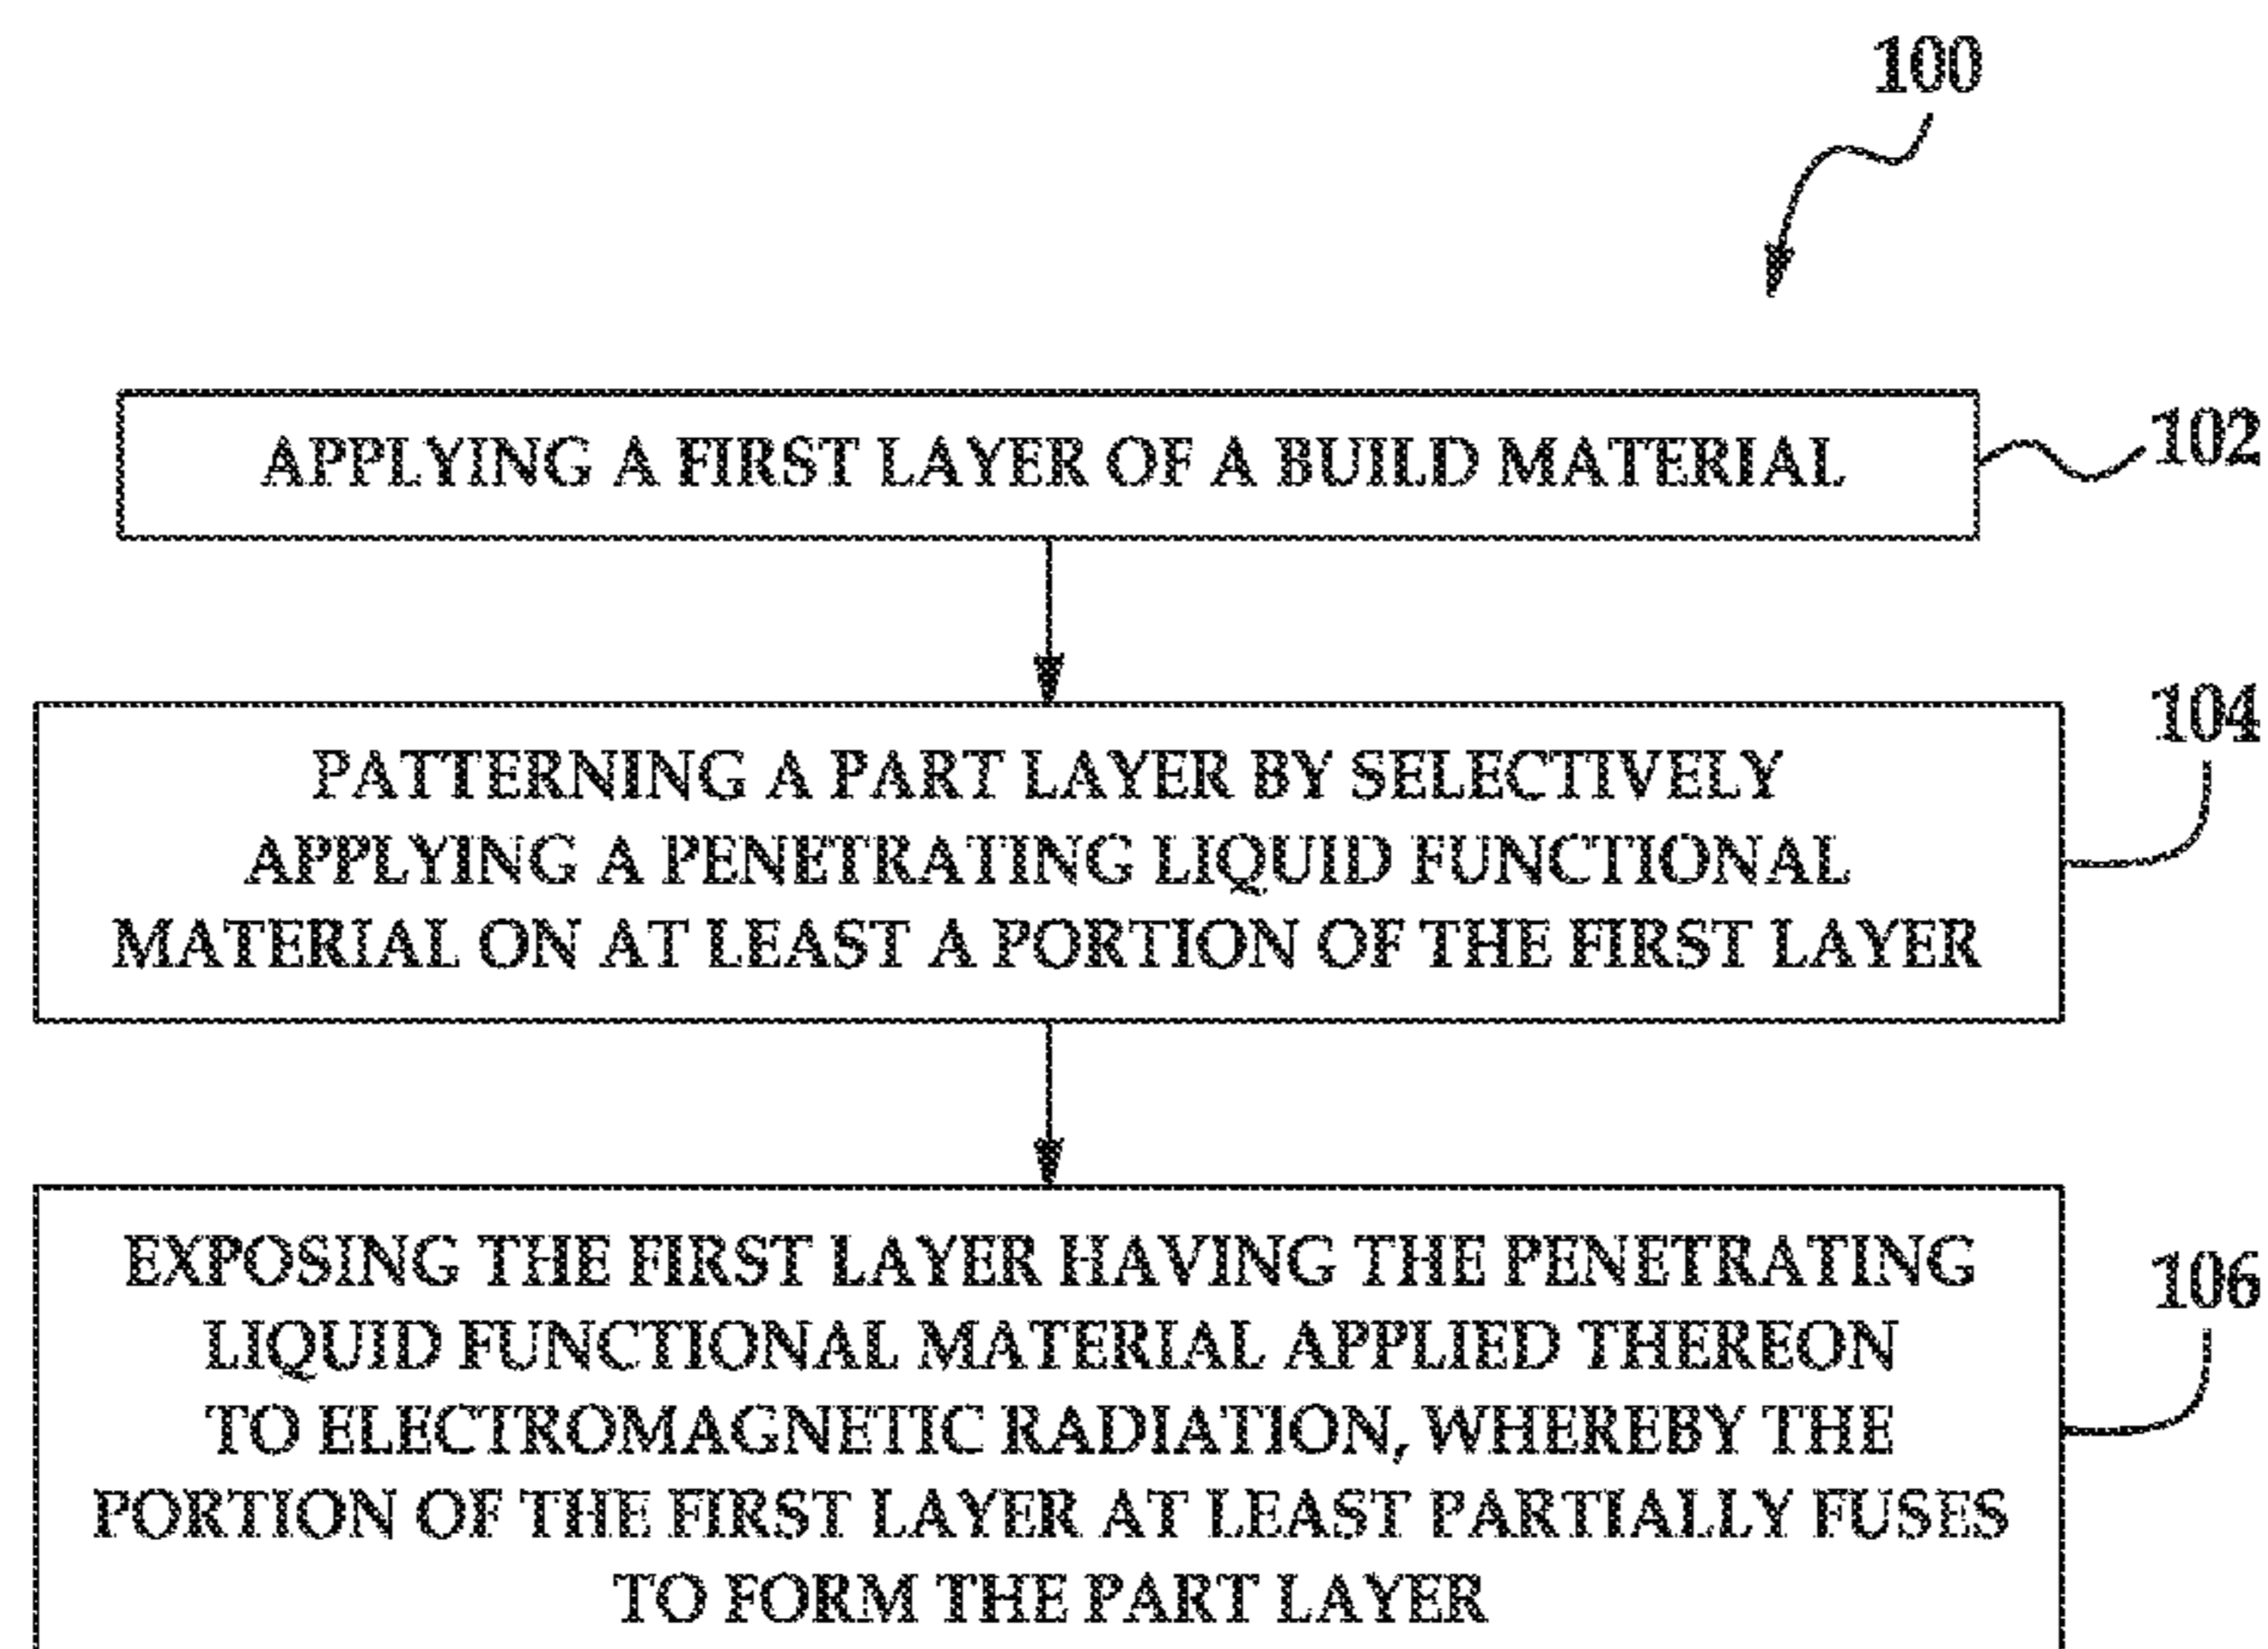 100
APPLYING A FIRST LAYER OF A BUILD MATERIAL
102
PATTERNING A PART LAYER BY SELECTIVELY
APPLYING A PENETRATING LIQUID FUNCTIONAL
MATERIAL ON AT LEAST A PORTION OF THE FIRST LAYER
104
EXPOSING THE FIRST LAYER HAVING THE PENETRATING
LIQUID FUNCTIONAL MATERIAL APPLIED THEREON
TO ELECTROMAGNETIC RADIATION, WHEREBY THE
PORTION OF THE FIRST LAYER AT LEAST PARTIALLY FUSES
TO FORM THE PART LAYER
106